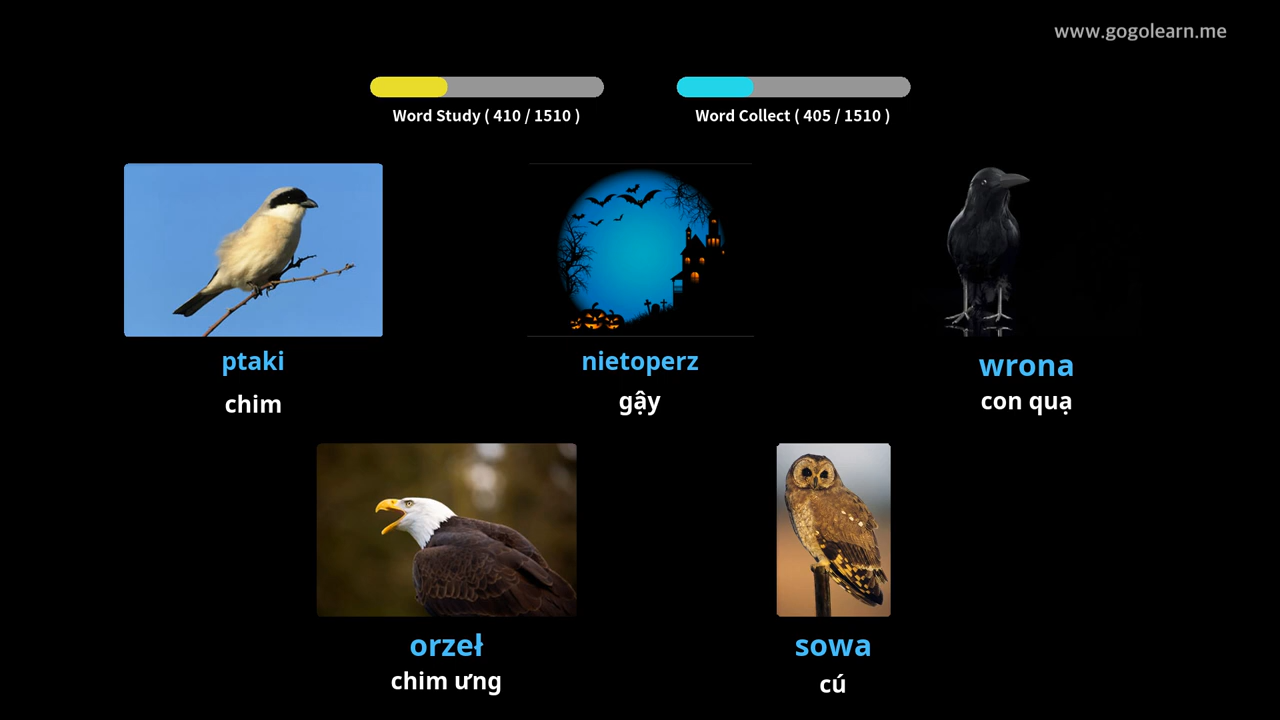 www.gogolearn.me
Word Study ( 410 / 1510 )
Word Collect ( 405 / 1510 )
ptaki
nietoperz
wrona
chim
gậy
con quạ
orzeł
sowa
chim ưng
cú